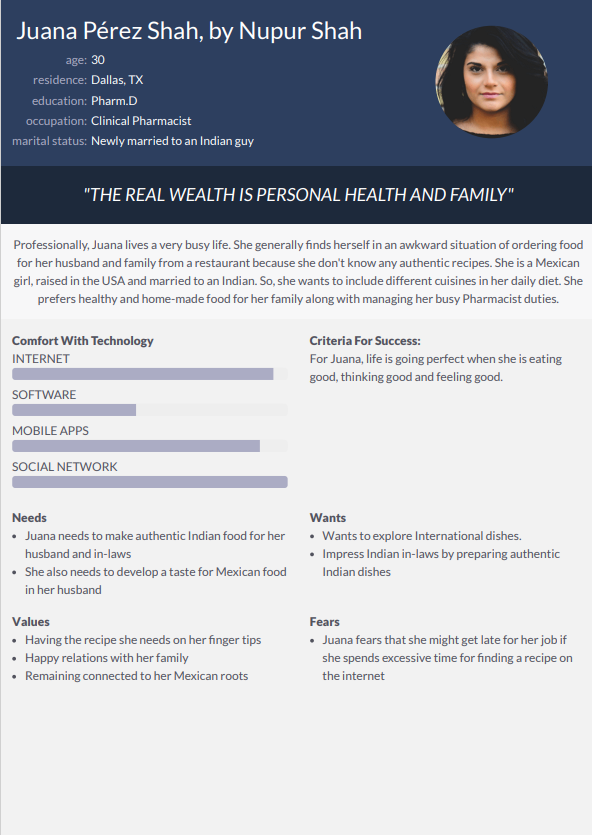 Juana Pérez Shah, by Nupur Shah
age: 30
residence: Dallas, TX
education: Pharm.D
occupation: Clinical Pharmacist
marital status: Newly married to an Indian guy
"THE REAL WEALTH IS PERSONAL HEALTH AND FAMILY"
Professionally, Juana lives a very busy life. She generally finds herself in an awkward situation of ordering food
for her husband and family from a restaurant because she don't know any authentic recipes. She is a Mexican
girl, raised in the USA and married to an Indian. So, she wants to include different cuisines in her daily diet. She
prefers healthy and home-made food for her family along with managing her busy Pharmacist duties.
Comfort With Technology
INTERNET
SOFTWARE
MOBILE APPS
SOCIAL NETWORK
Criteria For Success:
For Juana, life is going perfect when she is eating
good, thinking good and feeling good.
Needs
• Juana needs to make authentic Indian food for her
husband and in-laws
• She also needs to develop a taste for Mexican food
in her husband
Wants
• Wants to explore International dishes.
• Impress Indian in-laws by preparing authentic
Indian dishes
Values
• Having the recipe she needs on her finger tips
• Happy relations with her family
• Remaining connected to her Mexican roots
Fears
• Juana fears that she might get late for her job if
she spends excessive time for finding a recipe on
the internet